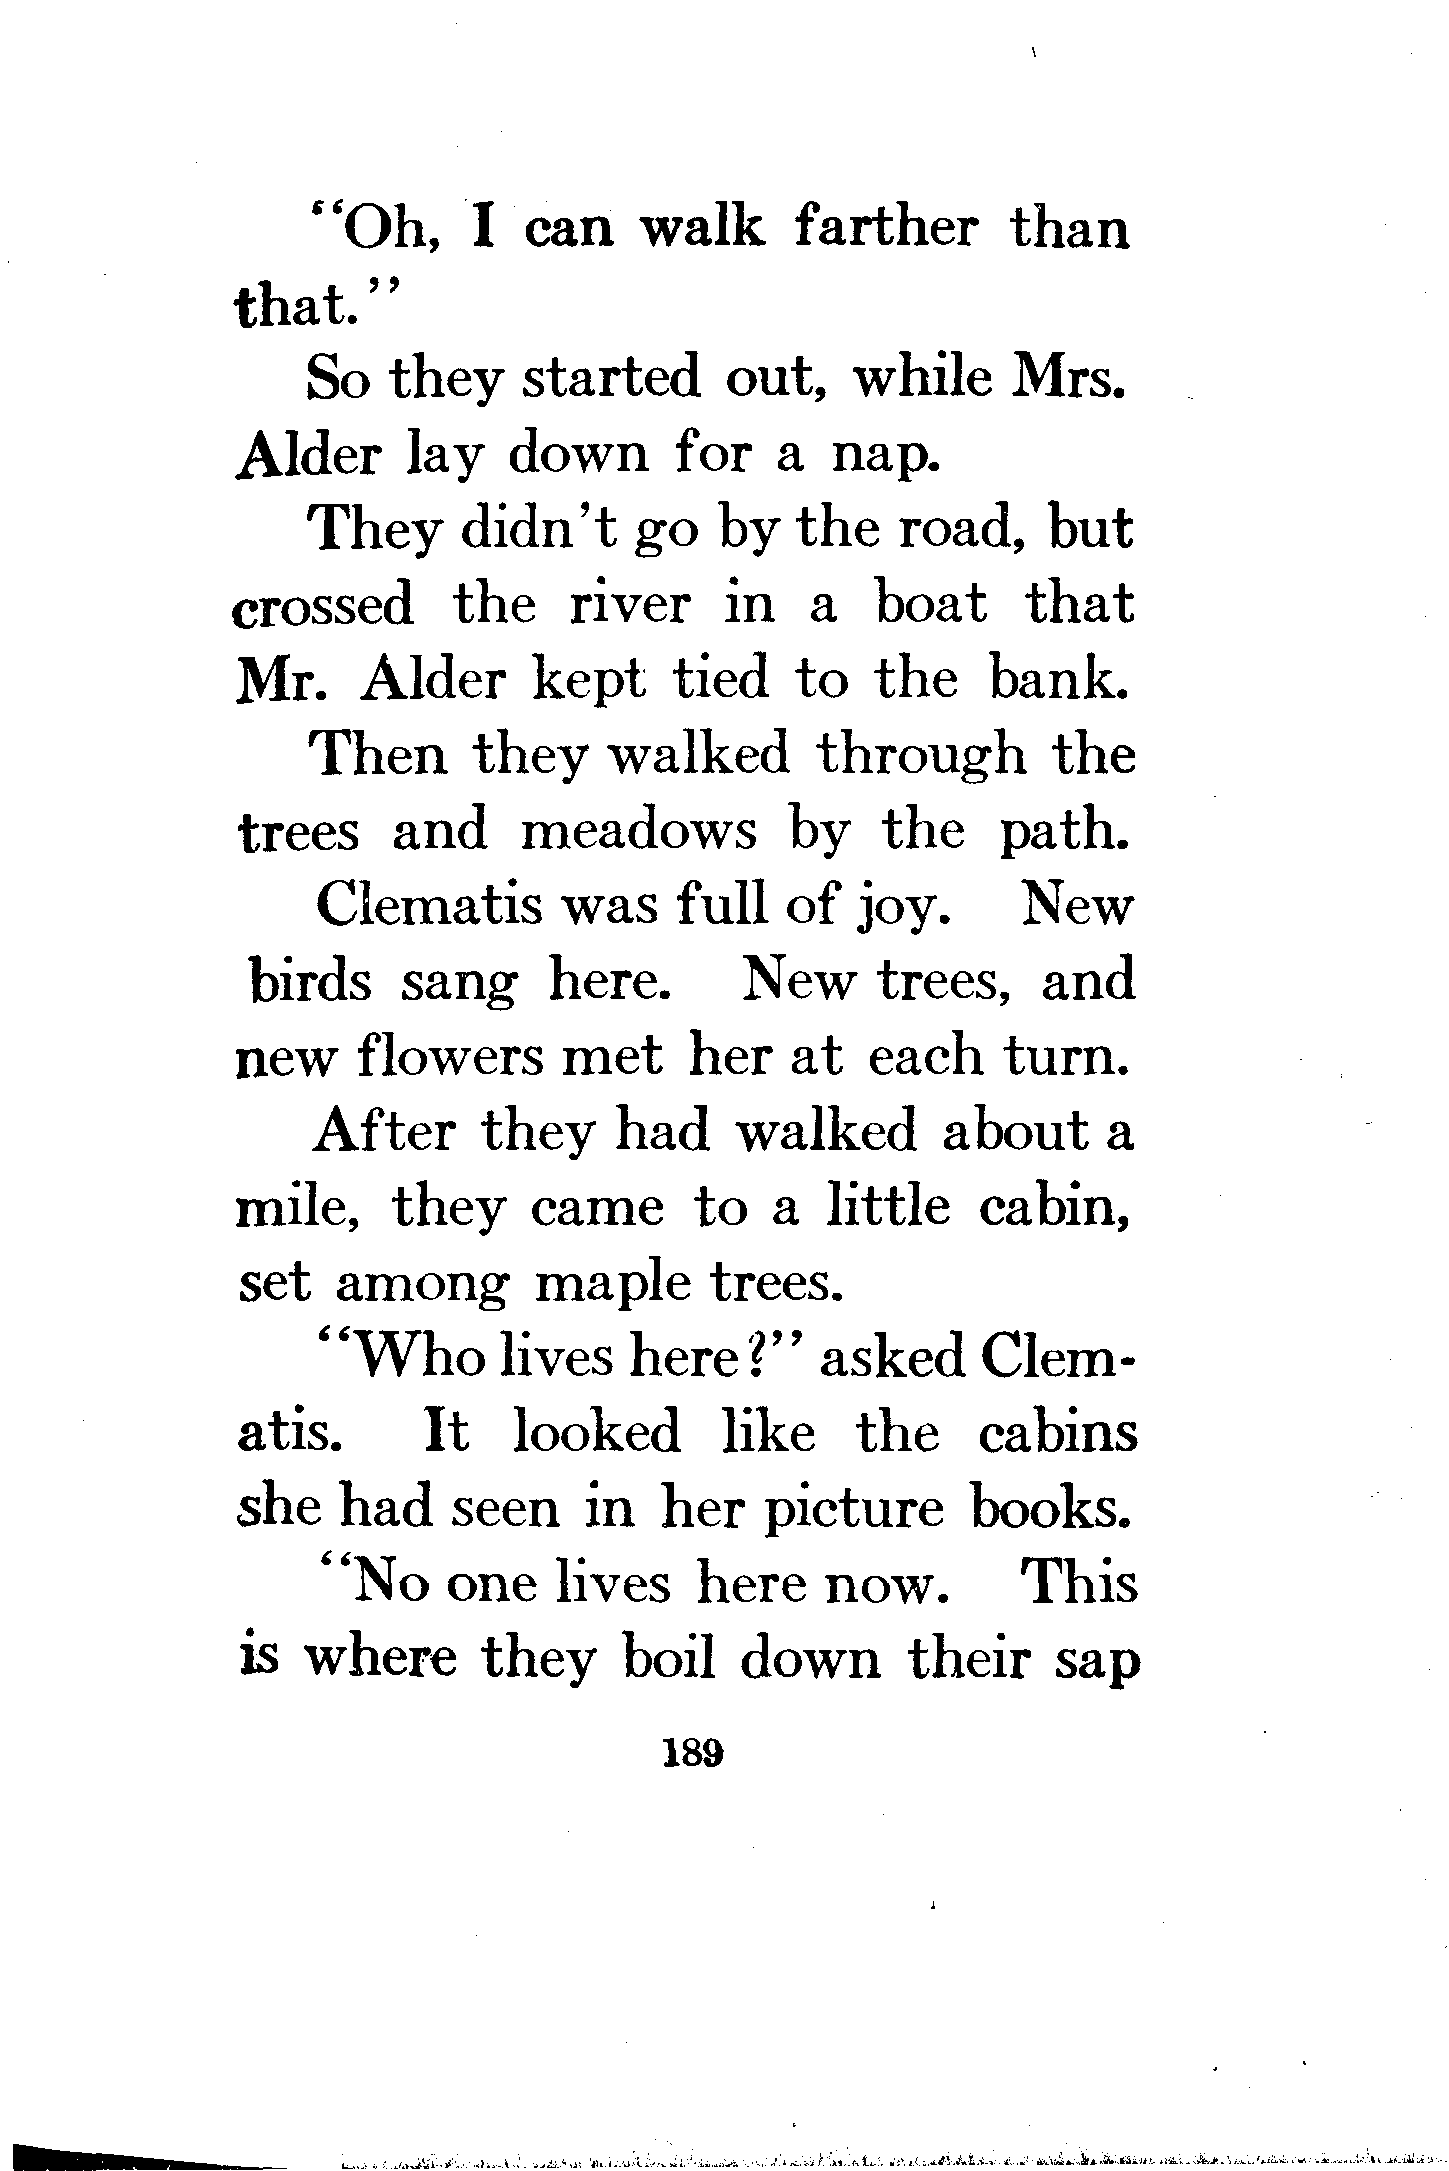 "Oh, I can walk farther than
that."
So they started out, while Mrs.
Alder lay down for a nap.
They didn't go by the road, but
crossed the river in a boat that
Mr. Alder kept tied to the bank.
Then they walked through the
trees and meadows by the path.
Clematis was full of joy. New
birds sang here. New trees, and
new flowers met her at each turn.
After they had walked about a
mile, they came to a little cabin,
set among maple trees.
"Who lives here?" asked Clem-
atis. It looked like the cabins
she had seen in her picture books.
"No one lives here now. This
is where they boil down their sap
189